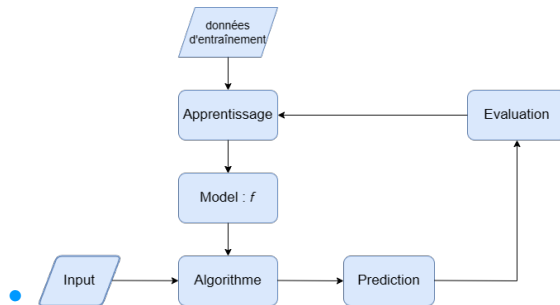 données
d'entraînement
Apprentissage
Evaluation
Model : f
Input
Algorithme
Prediction